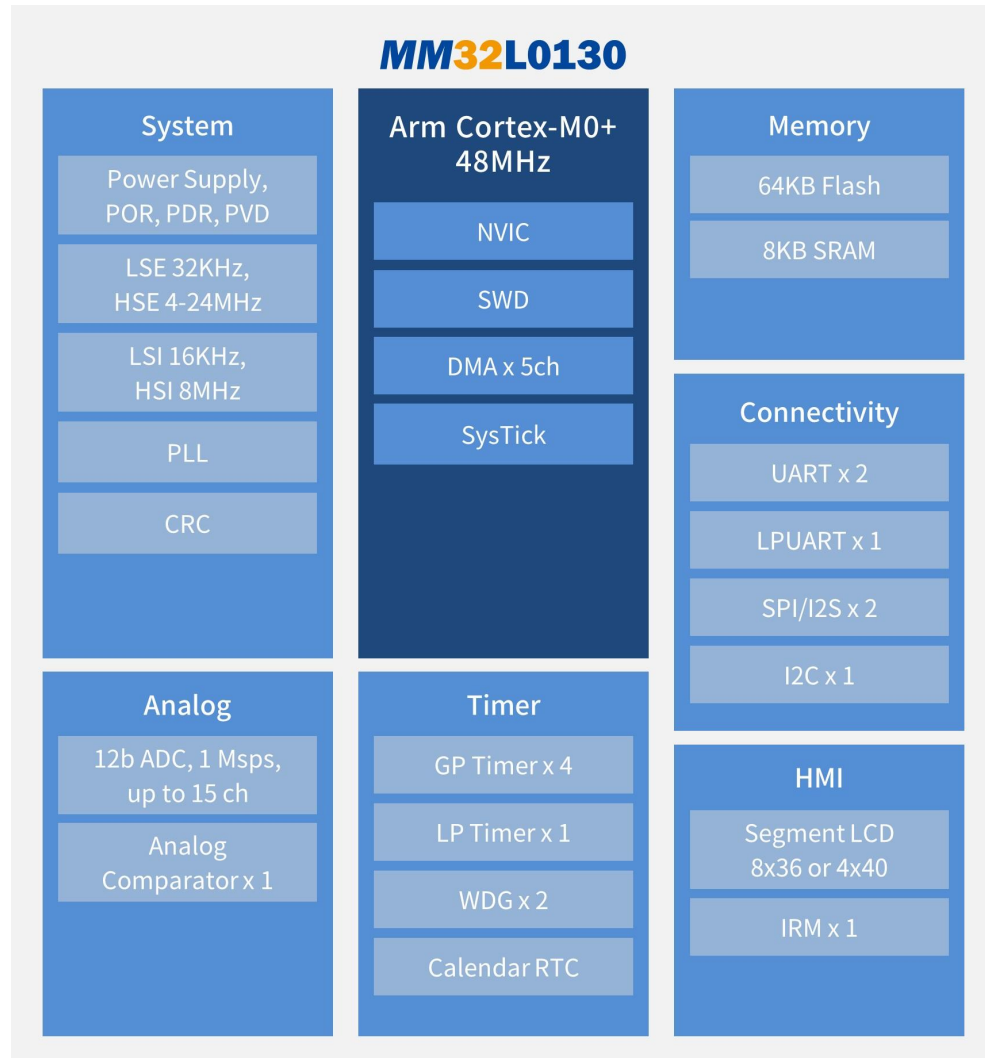 MM32L0130
System
Power Supply,
POR, PDR, PVD
LSE 32KHz,
HSE 4-24MHz
LSI 16KHz,
HSI 8MHz
PLL
CRC
Arm Cortex-M0+
48MHz
NVIC
SWD
DMA x 5ch
SysTick
Memory
64KB Flash
8KB SRAM
Connectivity
UART x 2
LPUART x 1
SPI/I2S x 2
I2C x 1
Analog
12b ADC, 1 Msps,
up to 15 ch
Analog
Comparator x 1
Timer
GP Timer x 4
LP Timer x 1
WDG x 2
Calendar RTC
HMI
Segment LCD
8x36 or 4x40
IRM x 1